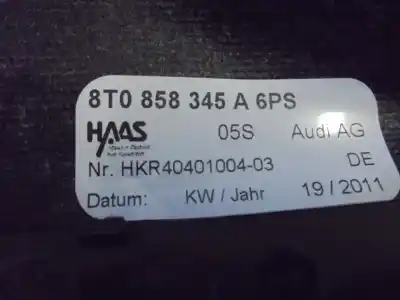 8T0 858 345 A 6PS
HAAS 05S Audi AG
Nr. HKR40401004-03 DE
Datum: KW / Jahr 19 / 2011